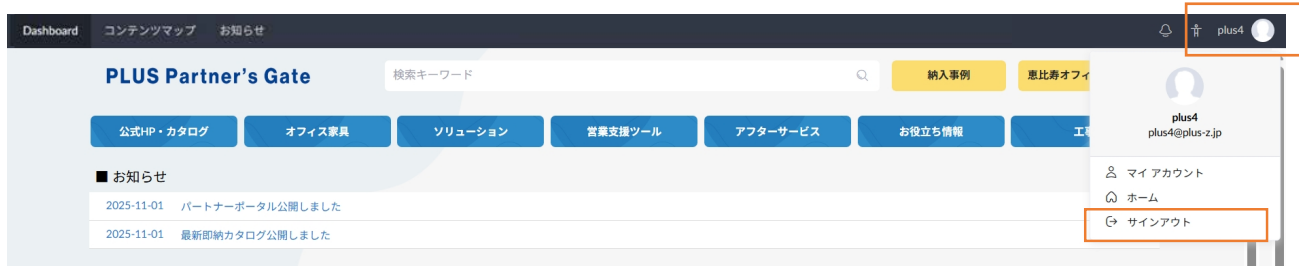 Dashboard コンテンツマップ お知らせ plus4
PLUS Partner's Gate 検索キーワード 納入事例 恵比寿オフィ
公式HP・カタログ オフィス家具 ソリューション 営業支援ツール アフターサービス お役立ち情報 工事
plus4
plus4@plus-z.jp
■ お知らせ
マイ アカウント
2025-11-01 パートナーポータル公開しました
ホーム
サインアウト
2025-11-01 最新即納カタログ公開しました